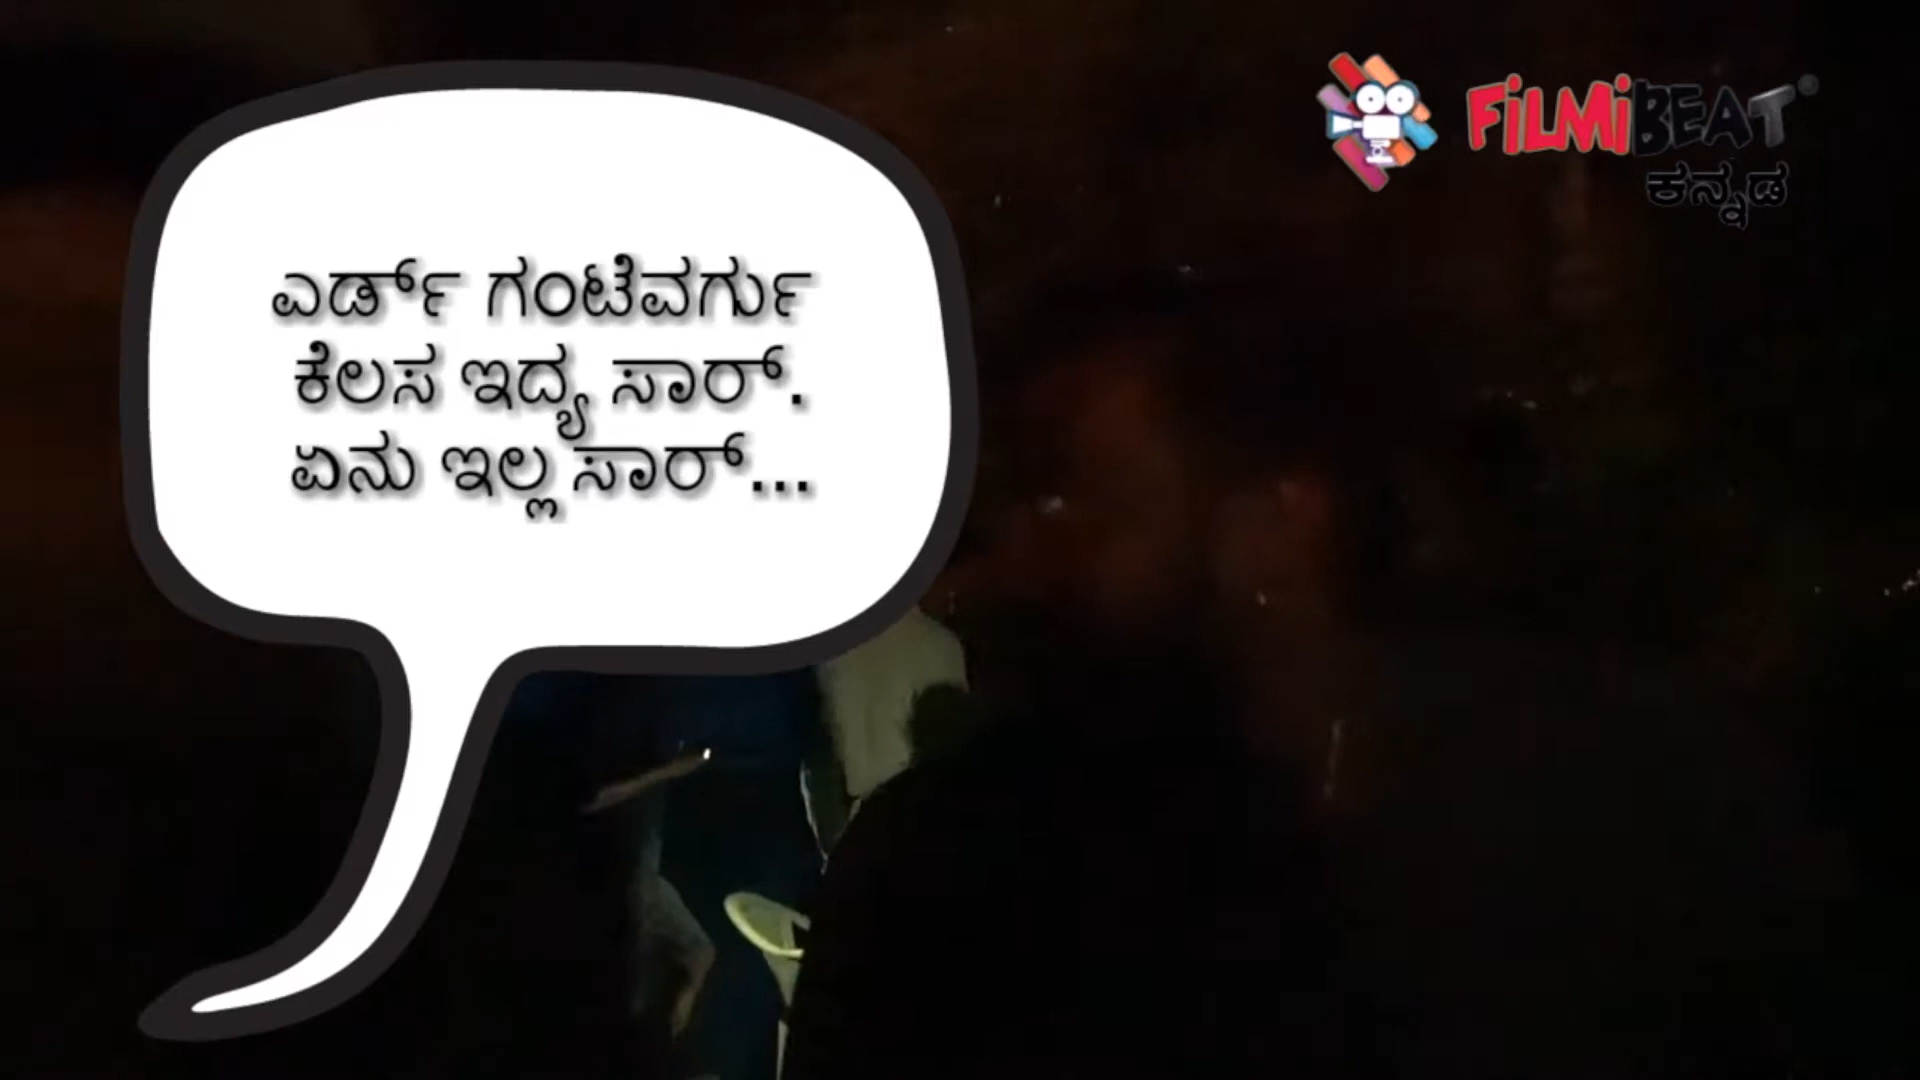 FiLMiBEAT
ಕನ್ನಡ
ಎರ್ಡ್ ಗಂಟೆವರ್ಗು
ಕೆಲಸ ಇದ್ಯ ಸಾರ್.
ಏನು ಇಲ್ಲ ಸಾರ್...